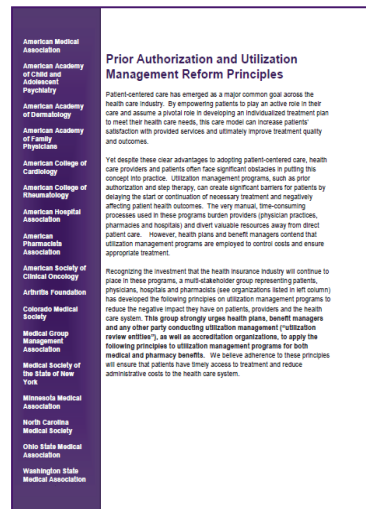 American Medical
Association
American Academy
of Child and
Adolescent
Psychiatry
American Academy
of Dermatology
American Academy
of Family
Physicians
American College of
Cardiology
American College of
Rheumatology
American Hospital
Association
American
Pharmacists
Association
American Society of
Clinical Oncology
Arthritis Foundation
Colorado Medical
Society
Medical Group
Management
Association
Medical Society of
the State of New
York
Minnesota Medical
Association
North Carolina
Medical Society
Ohio State Medical
Association
Washington State
Medical Association
Prior Authorization and Utilization
Management Reform Principles
Patient-centered care has emerged as a major common goal across the
health care industry. By empowering patients to play an active role in their
care and assume a pivotal role in developing an individualized treatment plan
to meet their health care needs, this care model can increase patients'
satisfaction with provided services and ultimately improve treatment quality
and outcomes.
Yet despite these clear advantages to adopting patient-centered care, health
care providers and patients often face significant obstacles in putting this
concept into practice. Utilization management programs, such as prior
authorization and step therapy, can create significant barriers for patients by
delaying the start or continuation of necessary treatment and negatively
affecting patient health outcomes. The very manual, time-consuming
processes used in these programs burden providers (physician practices,
pharmacies and hospitals) and divert valuable resources away from direct
patient care. However, health plans and benefit managers contend that
utilization management programs are employed to control costs and ensure
appropriate treatment.
Recognizing the investment that the health insurance industry will continue to
place in these programs, a multi-stakeholder group representing patients,
physicians, hospitals and pharmacists (see organizations listed in left column)
has developed the following principles on utilization management programs to
reduce the negative impact they have on patients, providers and the health
care system. This group strongly urges health plans, benefit managers
and any other party conducting utilization management ("utilization
review entities"), as well as accreditation organizations, to apply the
following principles to utilization management programs for both
medical and pharmacy benefits. We believe adherence to these principles
will ensure that patients have timely access to treatment and reduce
administrative costs to the health care system.